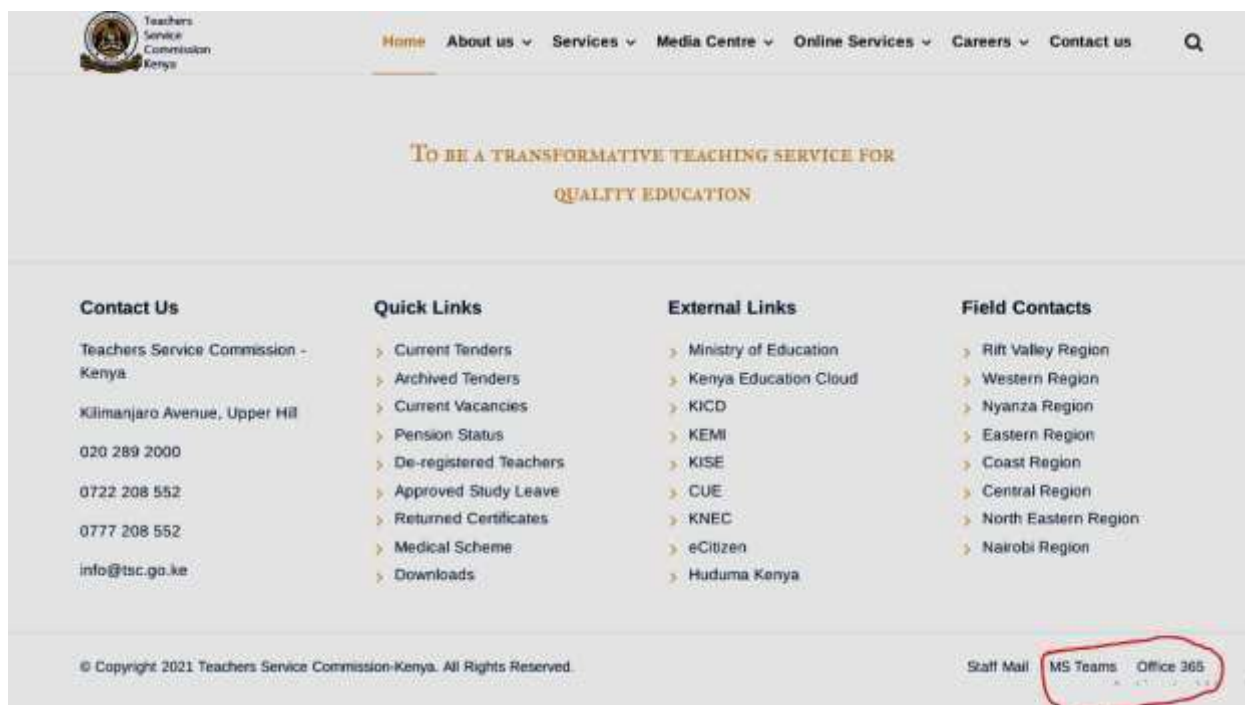 Teachers
Service
Commission
Kenya
Home About us Services Media Centre Online Services Careers Contact us
TO BE A TRANSFORMATIVE TEACHING SERVICE FOR
QUALITY EDUCATION
Contact Us
Teachers Service Commission -
Kenya
Kilimanjaro Avenue, Upper Hill
020 289 2000
0722 208 552
0777 208 552
info@tsc.go.ke
Quick Links
Current Tenders
Archived Tenders
Current Vacancies
Pension Status
De-registered Teachers
Approved Study Leave
Returned Certificates
Medical Scheme
Downloads
External Links
Ministry of Education
Kenya Education Cloud
KICD
KEMI
KISE
CUE
KNEC
eCitizen
Huduma Kenya
Field Contacts
Rift Valley Region
Western Region
Nyanza Region
Eastern Region
Coast Region
Central Region
North Eastern Region
Nairobi Region
© Copyright 2021 Teachers Service Commission-Kenya. All Rights Reserved.
Staff Mail MS Teams Office 365